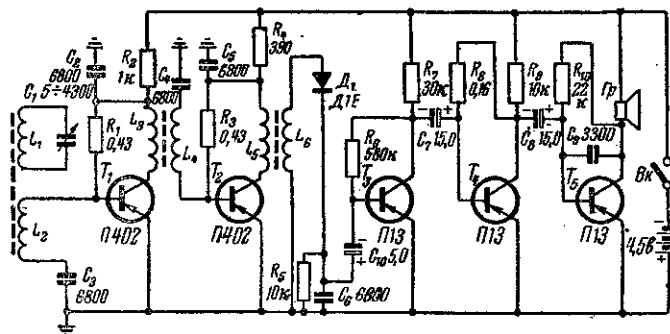 C₂
6800
C₁ 5÷4300
R₂
1к
C₄
6800
C₅
6800
R₄
390
L₁
R₁
0,43
L₃
L₄
R₃
0,43
L₅
L₆
Д₁
Д1Е
R₇
30к
R₈
0,16
R₉
10к
R₁₀
22к
Гр
C₇ 15,0
C₈ 15,0
C₉ 3300
R₆
560к
T₁
T₂
T₃
T₄
T₅
Вк
L₂
П402
П402
П13
П13
П13
4,5в
C₃
6800
R₅
10к
C₁₀ 5,0
C₆ 6800